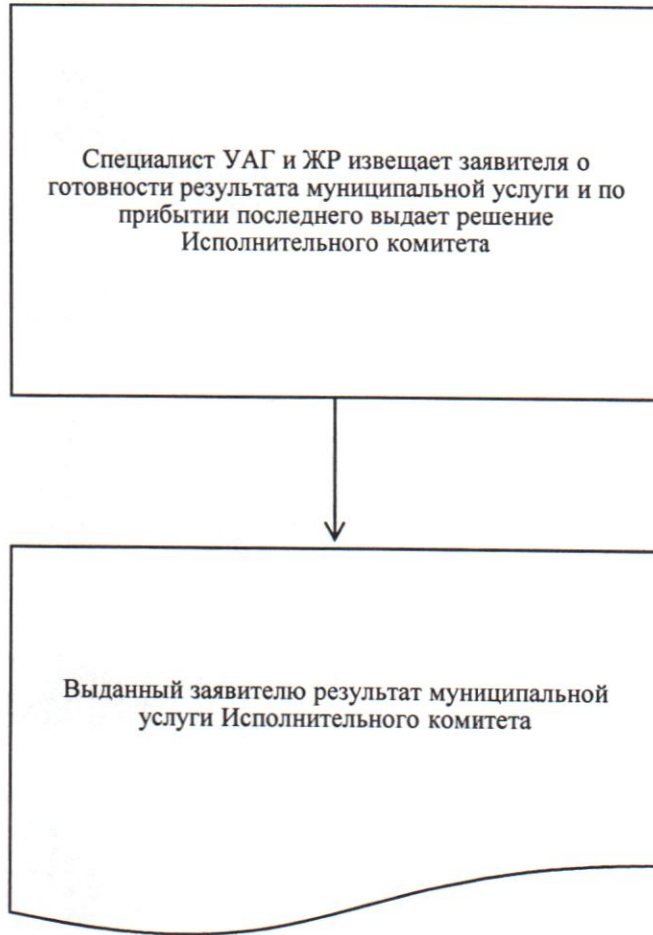 Специалист УАГ и ЖР извещает заявителя о
готовности результата муниципальной услуги и по
прибытии последнего выдает решение
Исполнительного комитета
Выданный заявителю результат муниципальной
услуги Исполнительного комитета